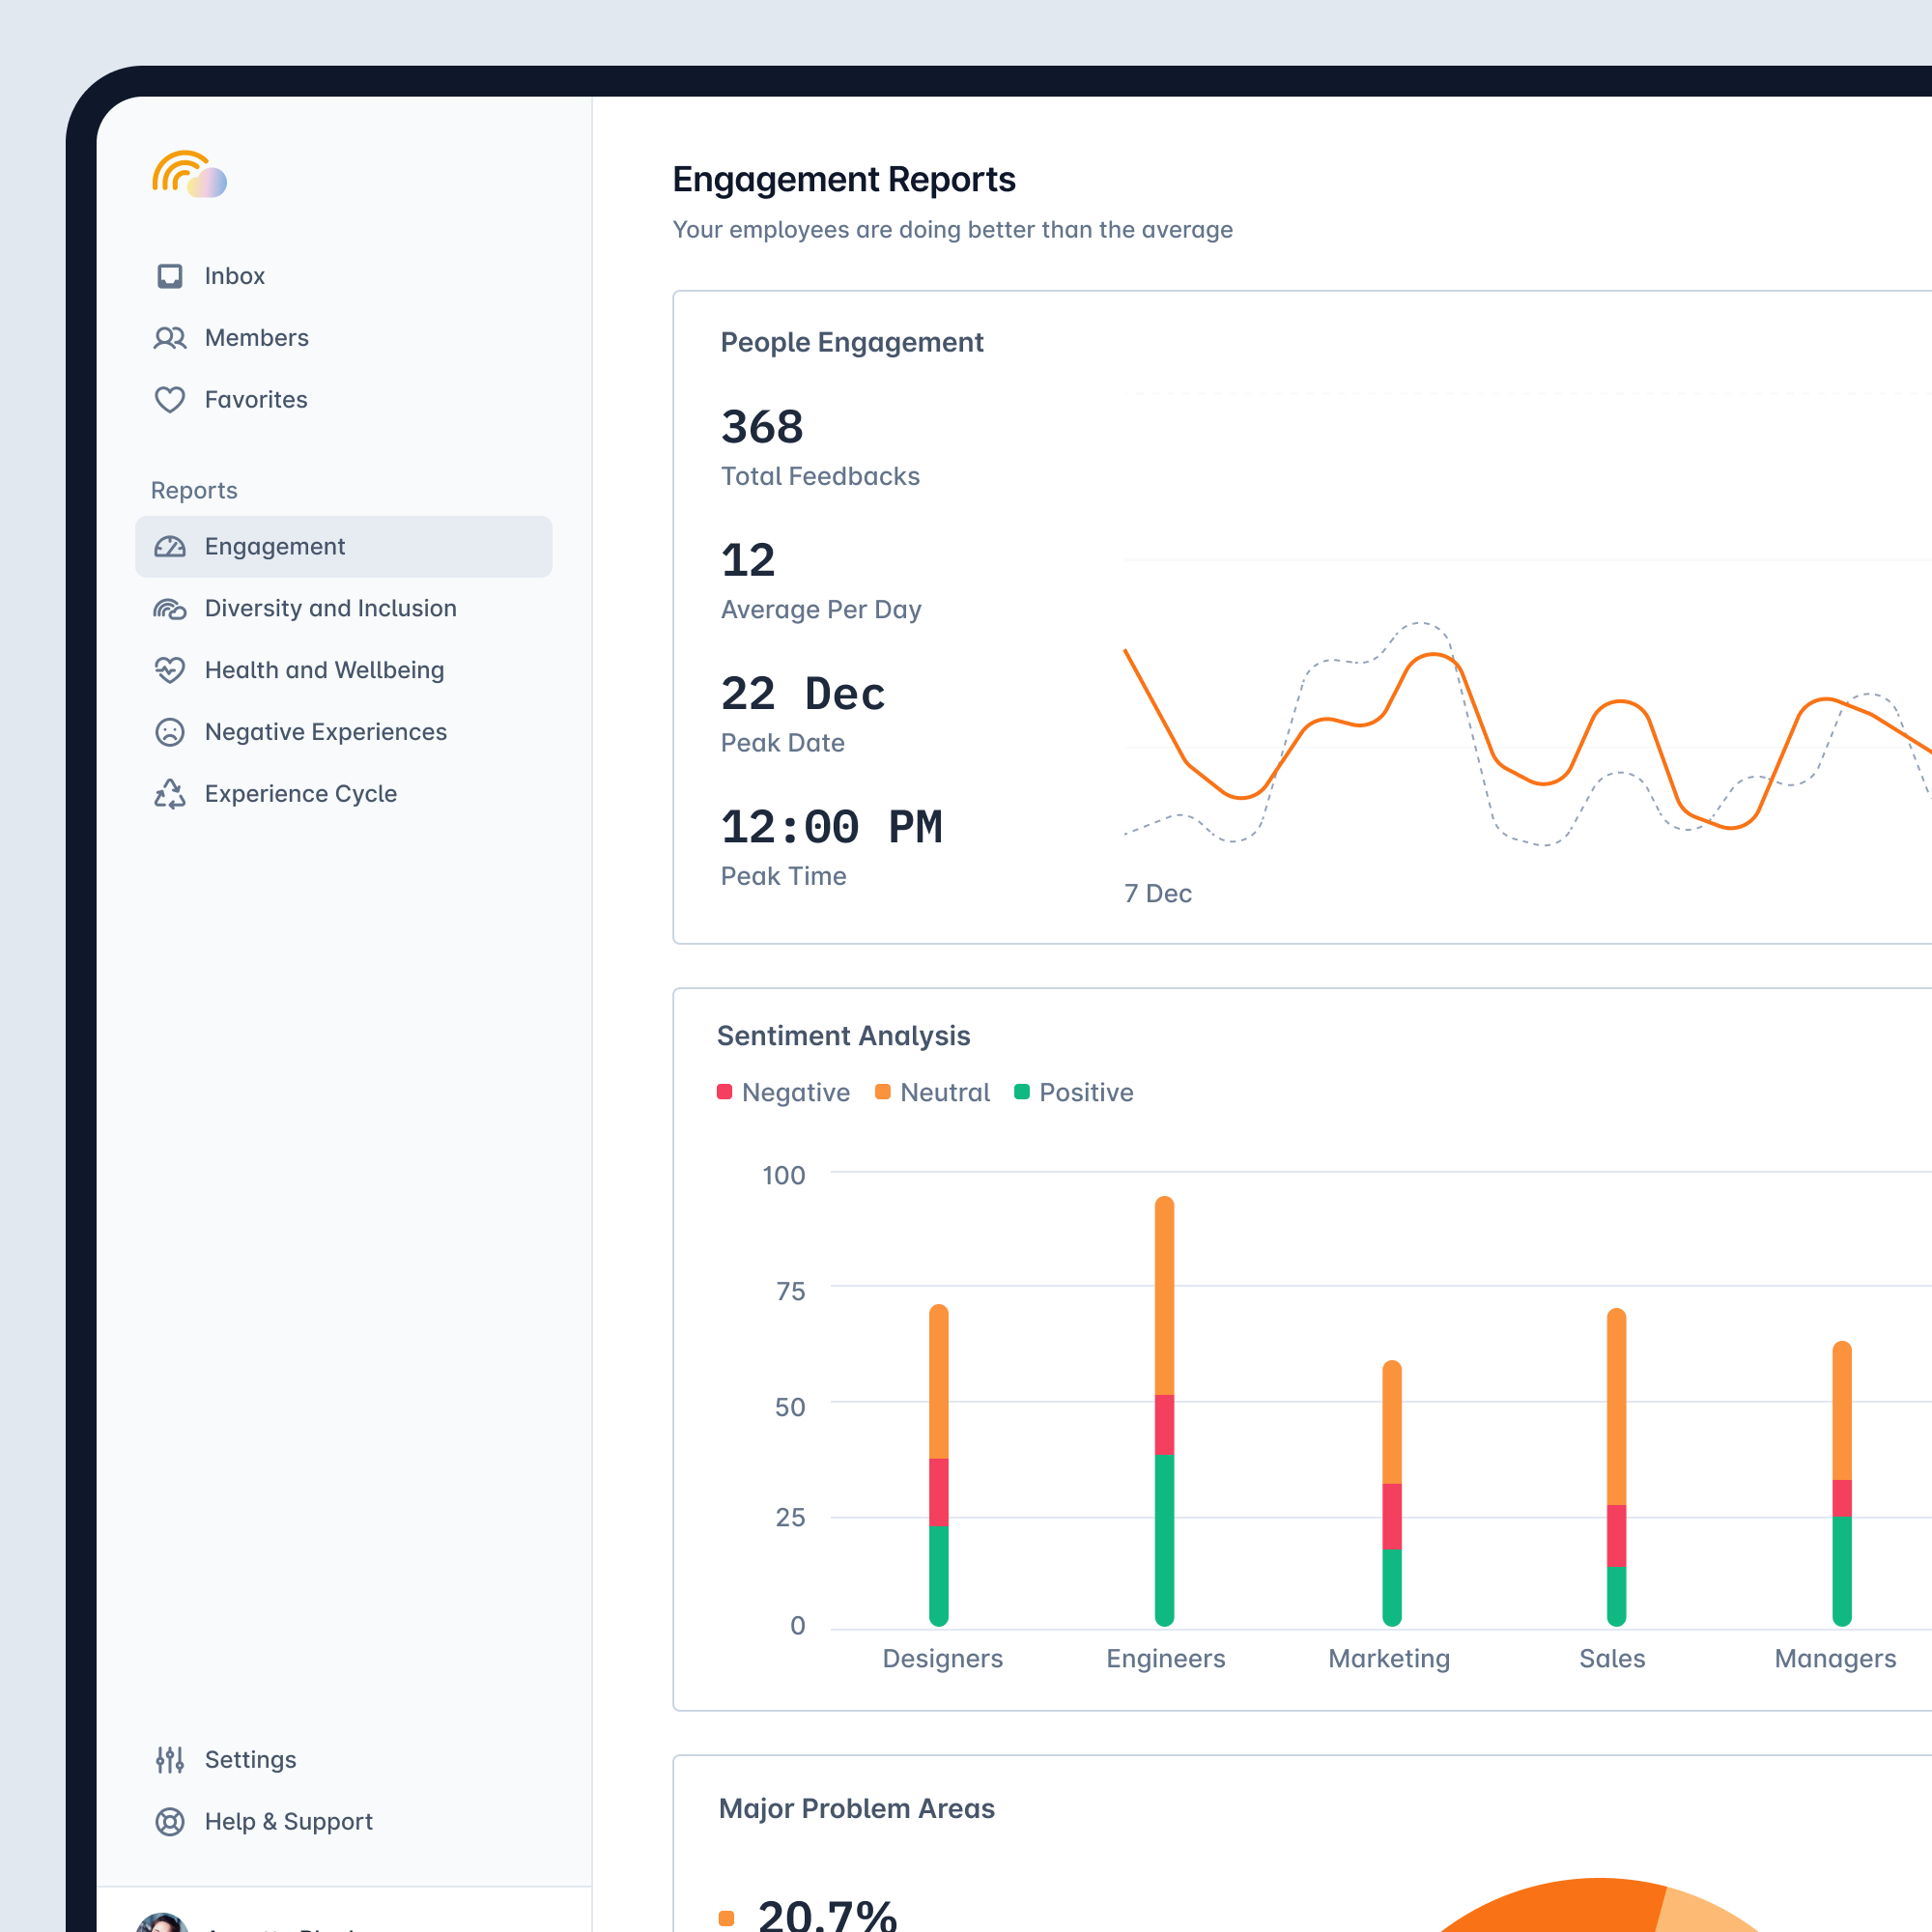 Inbox
Members
Favorites
Reports
Engagement
Diversity and Inclusion
Health and Wellbeing
Negative Experiences
Experience Cycle
Settings
Help & Support
Engagement Reports
Your employees are doing better than the average
People Engagement
368
Total Feedbacks
12
Average Per Day
22 Dec
Peak Date
12:00 PM
Peak Time
7 Dec
Sentiment Analysis
Negative Neutral Positive
100
75
50
25
0
Designers Engineers Marketing Sales Managers
Major Problem Areas
20.7%